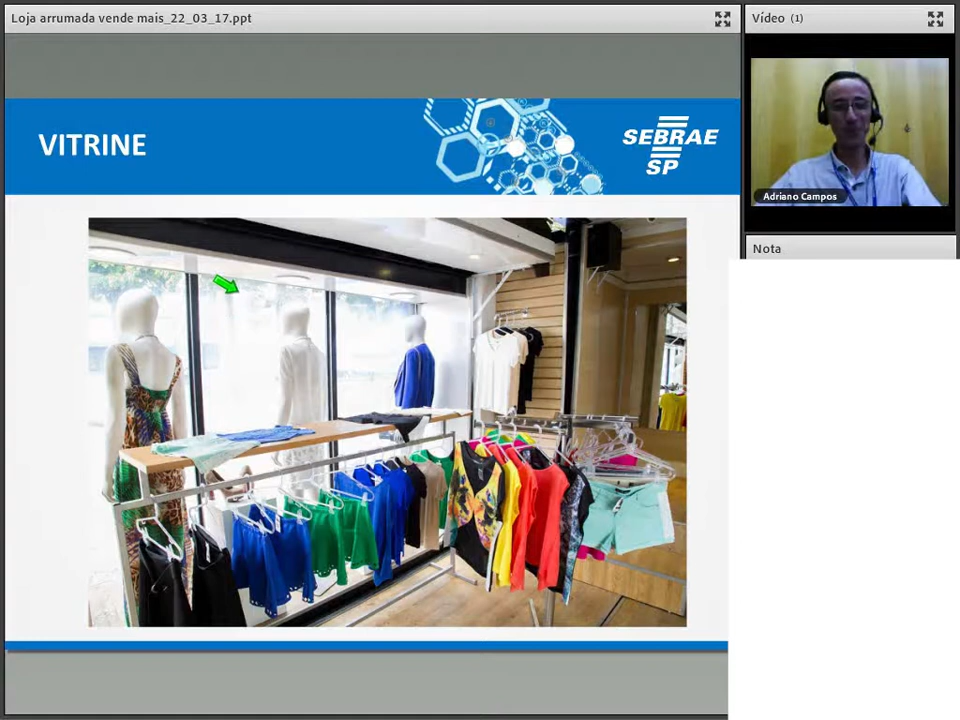 Loja arrumada vende mais_22_03_17.ppt
Vídeo (1)
VITRINE
SEBRAE
SP
Adriano Campos
Nota